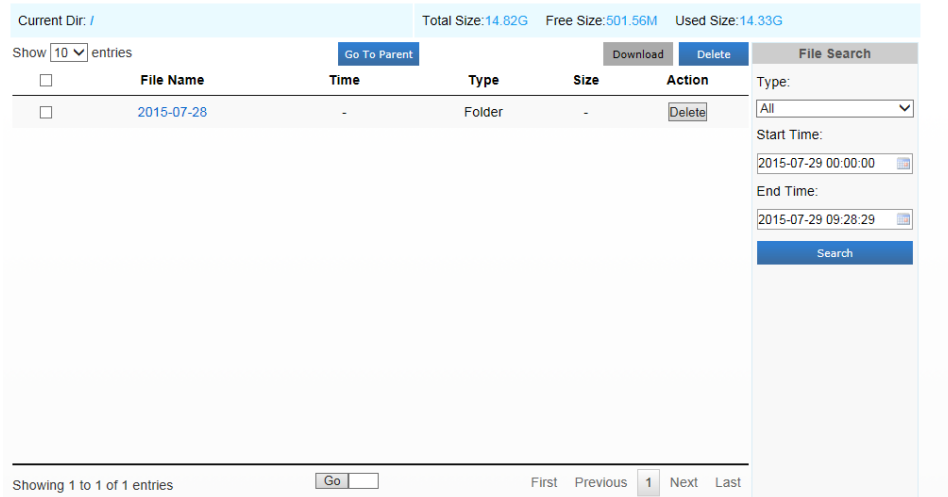 Current Dir: / Total Size:14.82G Free Size:501.56M Used Size:14.33G
Show 10 entries Go To Parent Download Delete File Search
File Name Time Type Size Action
Type:
2015-07-28 - Folder - Delete
All
Start Time:
2015-07-29 00:00:00
End Time:
2015-07-29 09:28:29
Search
Showing 1 to 1 of 1 entries Go First Previous 1 Next Last